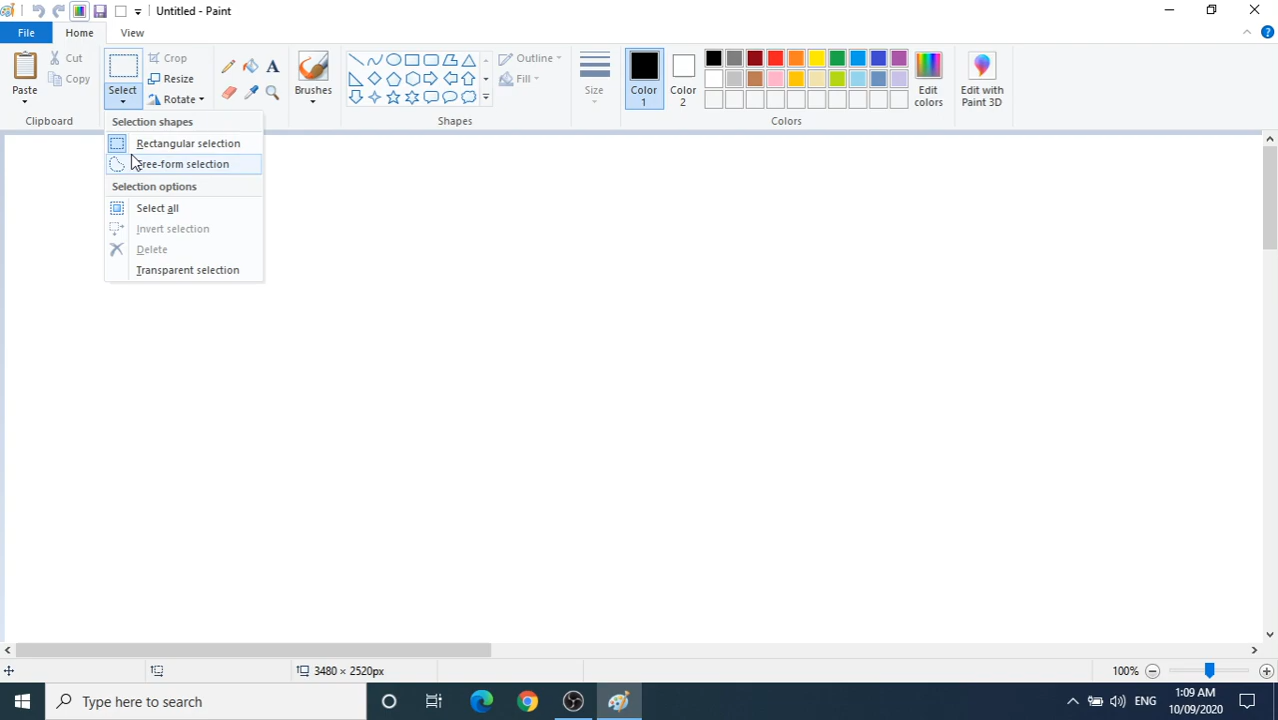 Untitled - Paint
File Home View
Paste
Clipboard
Cut
Copy
Select
Crop
Resize
Rotate
A
Brushes
Shapes
Outline
Fill
Size
Color 1
Color 2
Edit colors
Colors
Edit with Paint 3D
Selection shapes
Rectangular selection
ree-form selection
Selection options
Select all
Invert selection
Delete
Transparent selection
3480 × 2520px
100%
Type here to search
ENG
1:09 AM
10/09/2020